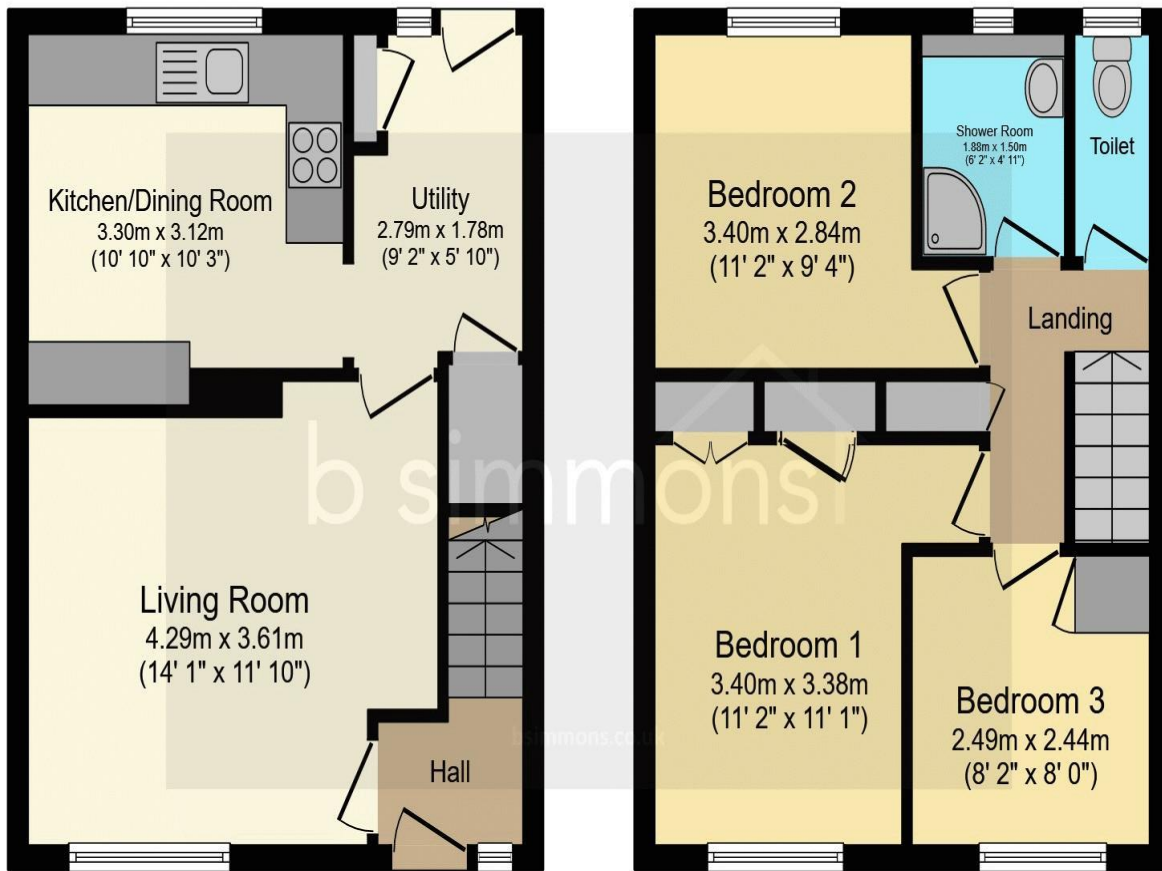 Kitchen/Dining Room
3.30m x 3.12m
(10' 10" x 10' 3")
Utility
2.79m x 1.78m
(9' 2" x 5' 10")
Living Room
4.29m x 3.61m
(14' 1" x 11' 10")
Hall
Bedroom 2
3.40m x 2.84m
(11' 2" x 9' 4")
Shower Room
1.88m x 1.50m
(6' 2" x 4' 11")
Toilet
Landing
Bedroom 1
3.40m x 3.38m
(11' 2" x 11' 1")
Bedroom 3
2.49m x 2.44m
(8' 2" x 8' 0")
b simmons
bsimmons.co.uk